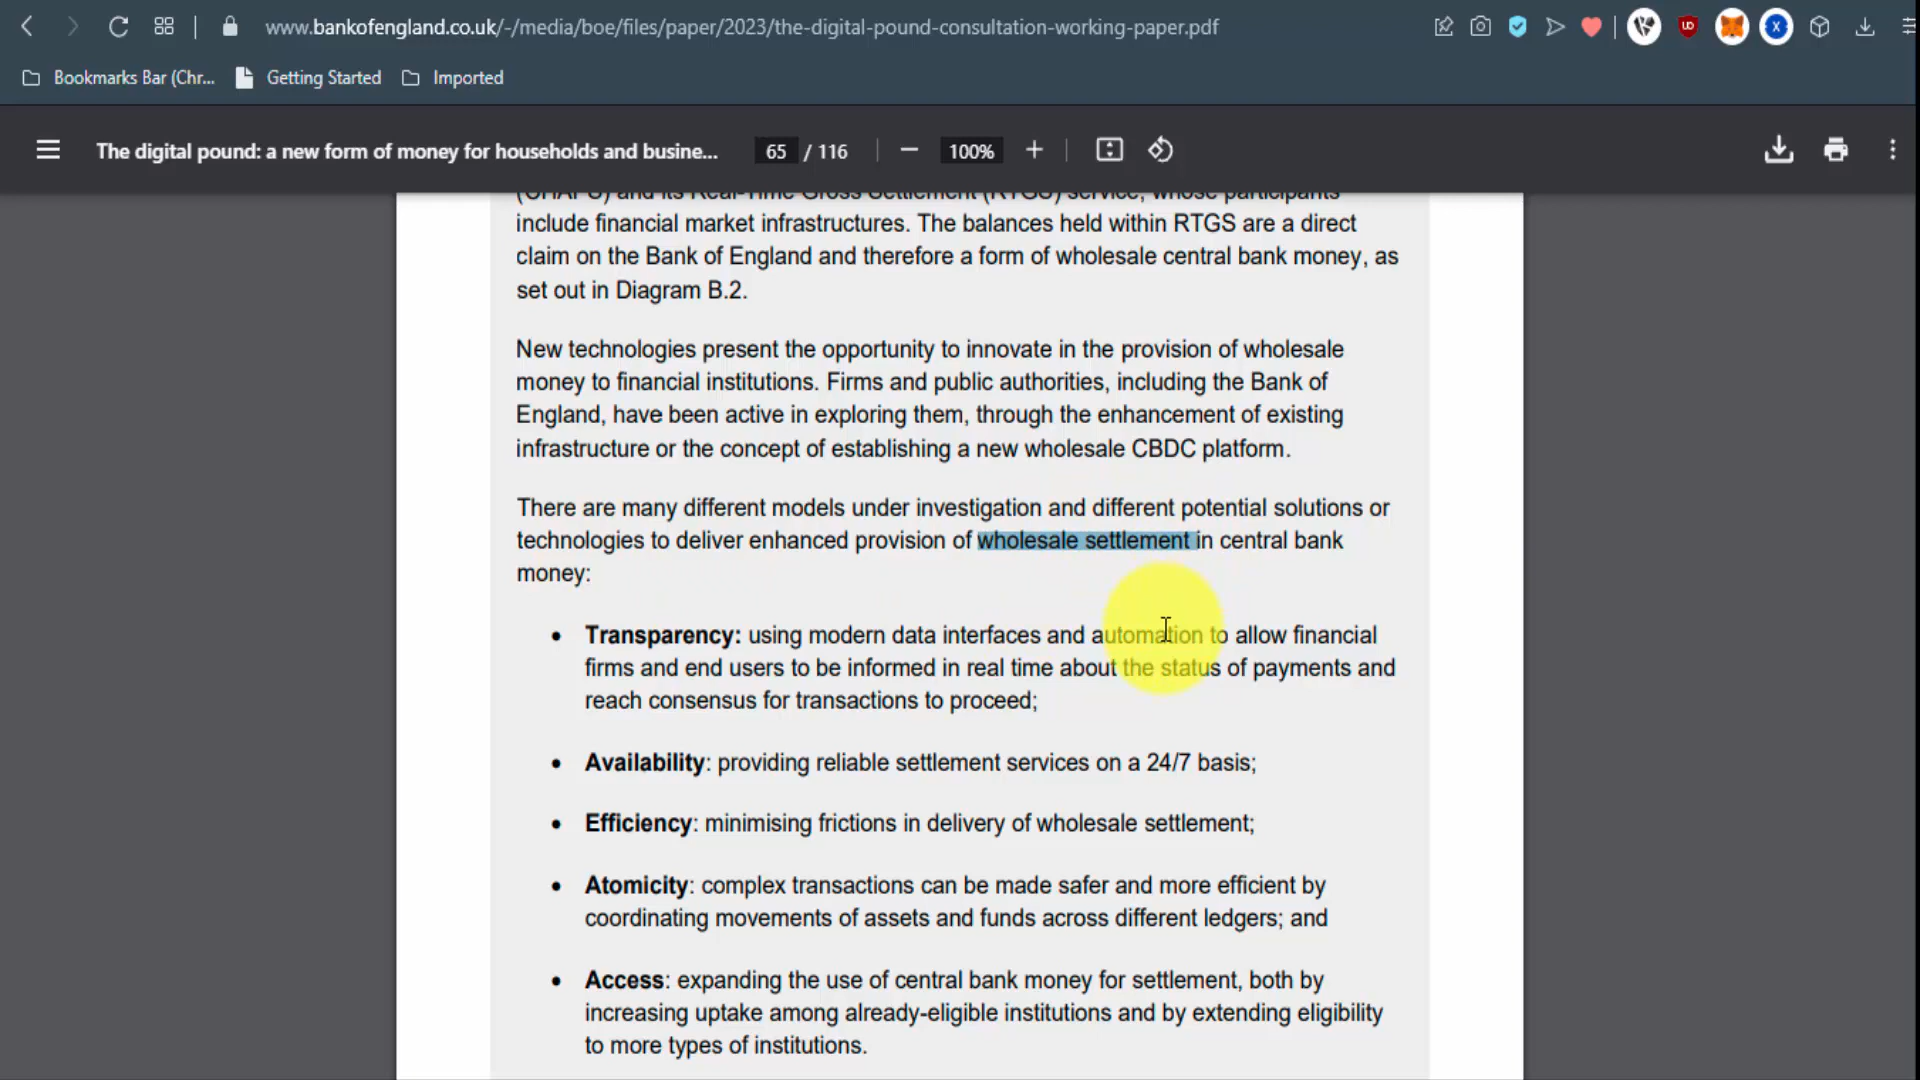 www.bankofengland.co.uk/-/media/boe/files/paper/2023/the-digital-pound-consultation-working-paper.pdf
Bookmarks Bar (Chr... Getting Started Imported
The digital pound: a new form of money for households and busine... 65 / 116 100%
(CHAPS) and its Real-Time Gross Settlement (RTGS) service, whose participants
include financial market infrastructures. The balances held within RTGS are a direct
claim on the Bank of England and therefore a form of wholesale central bank money, as
set out in Diagram B.2.
New technologies present the opportunity to innovate in the provision of wholesale
money to financial institutions. Firms and public authorities, including the Bank of
England, have been active in exploring them, through the enhancement of existing
infrastructure or the concept of establishing a new wholesale CBDC platform.
There are many different models under investigation and different potential solutions or
technologies to deliver enhanced provision of wholesale settlement in central bank
money:
• Transparency: using modern data interfaces and automation to allow financial
firms and end users to be informed in real time about the status of payments and
reach consensus for transactions to proceed;
• Availability: providing reliable settlement services on a 24/7 basis;
• Efficiency: minimising frictions in delivery of wholesale settlement;
• Atomicity: complex transactions can be made safer and more efficient by
coordinating movements of assets and funds across different ledgers; and
• Access: expanding the use of central bank money for settlement, both by
increasing uptake among already-eligible institutions and by extending eligibility
to more types of institutions.